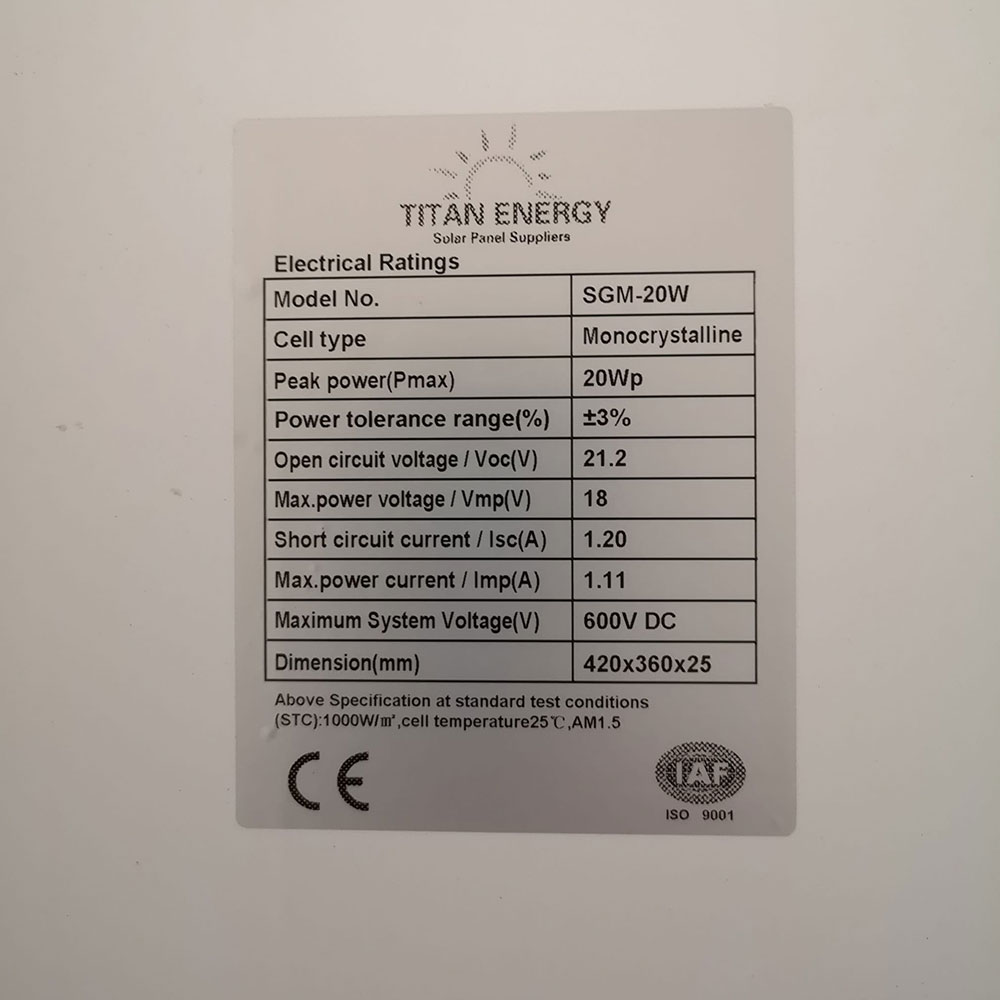 TITAN ENERGY
Solar Panel Suppliers
Electrical Ratings
Model No. SGM-20W
Cell type Monocrystalline
Peak power(Pmax) 20Wp
Power tolerance range(%) ±3%
Open circuit voltage / Voc(V) 21.2
Max.power voltage / Vmp(V) 18
Short circuit current / Isc(A) 1.20
Max.power current / Imp(A) 1.11
Maximum System Voltage(V) 600V DC
Dimension(mm) 420x360x25
Above Specification at standard test conditions
(STC):1000W/㎡,cell temperature25℃,AM1.5
CE
IAF
ISO 9001